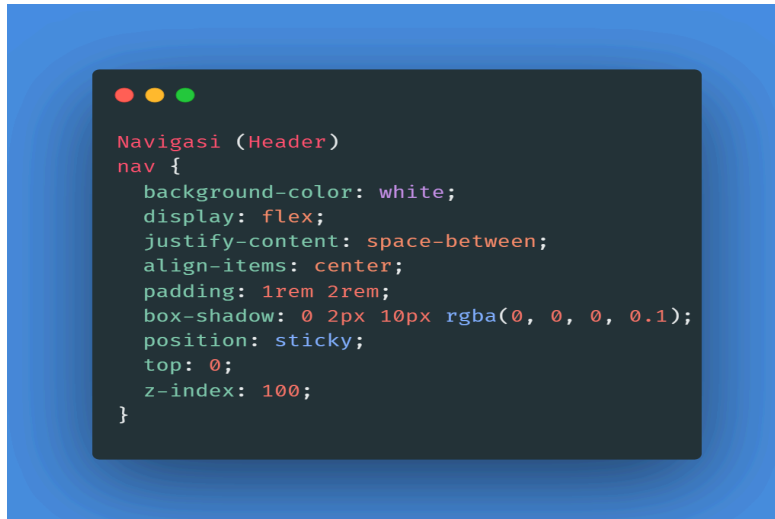 Navigasi (Header)
nav {
  background-color: white;
  display: flex;
  justify-content: space-between;
  align-items: center;
  padding: 1rem 2rem;
  box-shadow: 0 2px 10px rgba(0, 0, 0, 0.1);
  position: sticky;
  top: 0;
  z-index: 100;
}